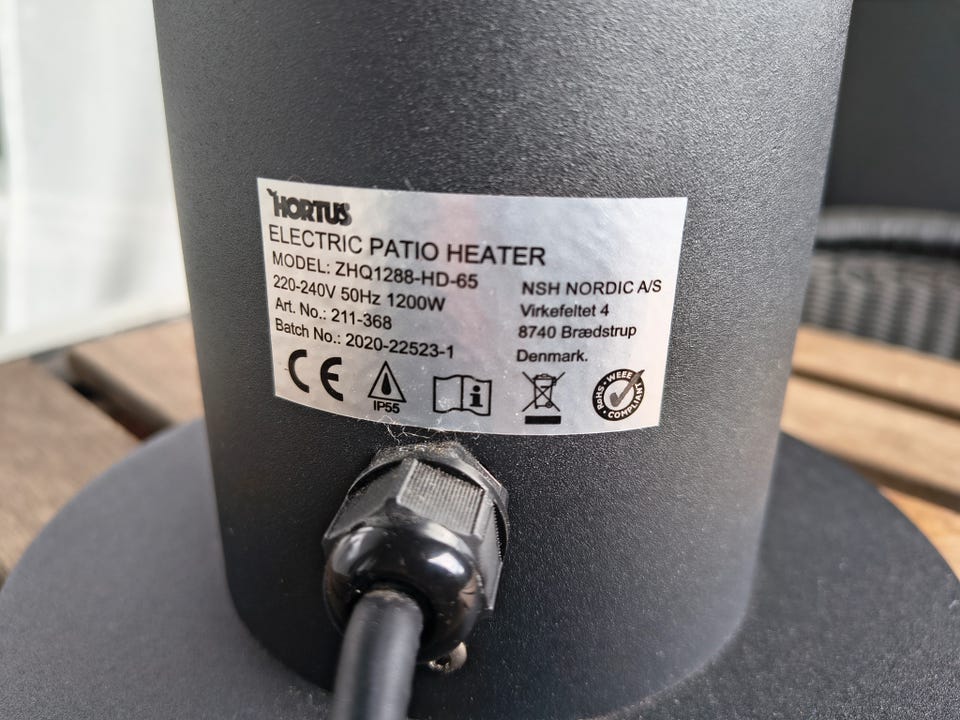 HORTUS
ELECTRIC PATIO HEATER
MODEL: ZHQ1288-HD-65
220-240V 50Hz 1200W
Art. No.: 211-368
Batch No.: 2020-22523-1
NSH NORDIC A/S
Virkefeltet 4
8740 Brædstrup
Denmark.
CE
IP55
i
RoHS • WEEE •
COMPLIANT